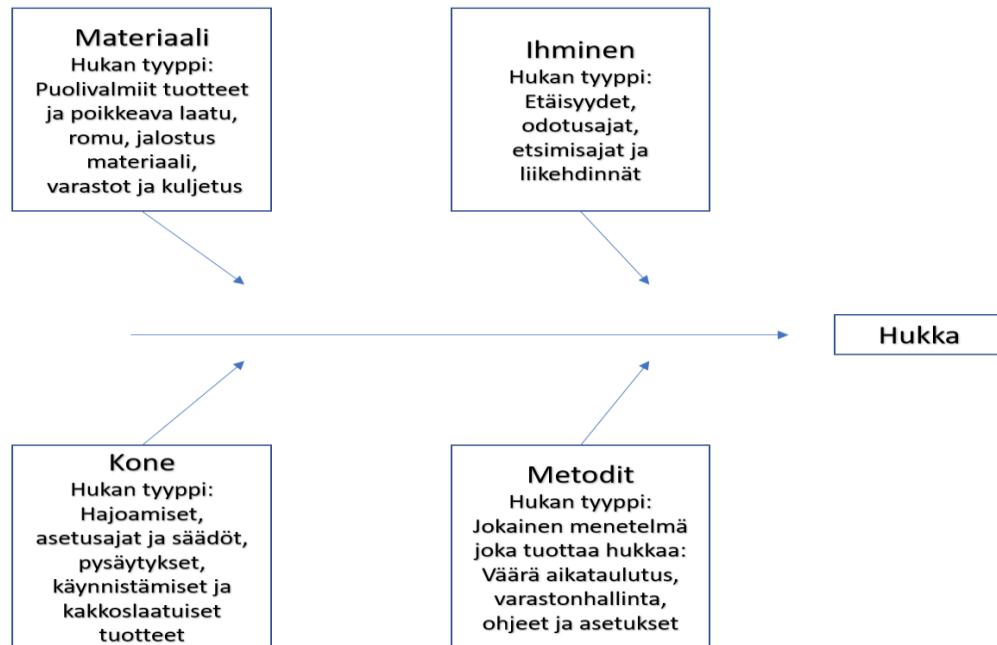 Materiaali
Hukan tyyppi:
Puolivalmiit tuotteet
ja poikkeava laatu,
romu, jalostus
materiaali,
varastot ja kuljetus
Ihminen
Hukan tyyppi:
Etäisyydet,
odotusajat,
etsimisajat ja
liikehdinnät
Hukka
Kone
Hukan tyyppi:
Hajoamiset,
asetusajat ja säädöt,
pysäytykset,
käynnistämiset ja
kakkoslaatuiset
tuotteet
Metodit
Hukan tyyppi:
Jokainen menetelmä
joka tuottaa hukkaa:
Väärä aikataulutus,
varastonhallinta,
ohjeet ja asetukset